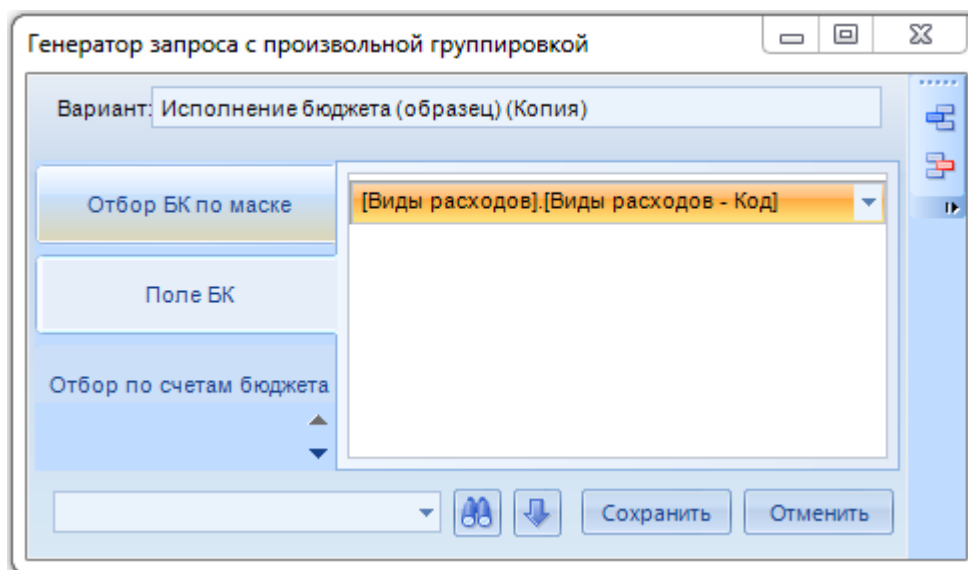 Генератор запроса с произвольной группировкой
Вариант: Исполнение бюджета (образец) (Копия)
Отбор БК по маске
[Виды расходов].[Виды расходов - Код]
Поле БК
Отбор по счетам бюджета
Сохранить
Отменить